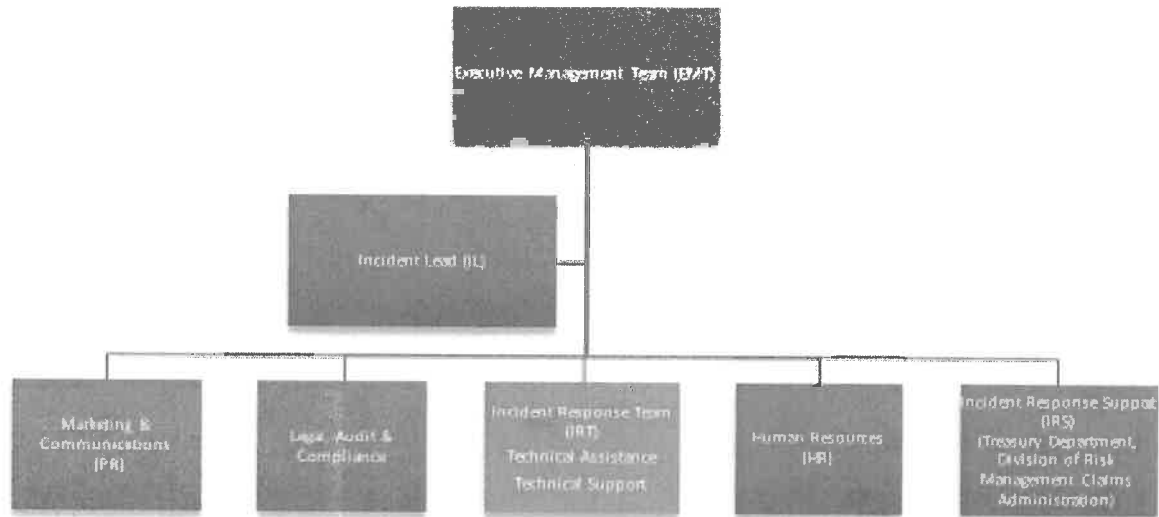 Executive Management Team (EMT)
Incident Lead (IL)
Marketing &
Communications
(PR)
Legal, Audit &
Compliance
Incident Response Team
(IRT)
Technical Assistance
Technical Support
Human Resources
(HR)
Incident Response Support
(IRS)
(Treasury Department,
Division of Risk
Management Claims
Administration)